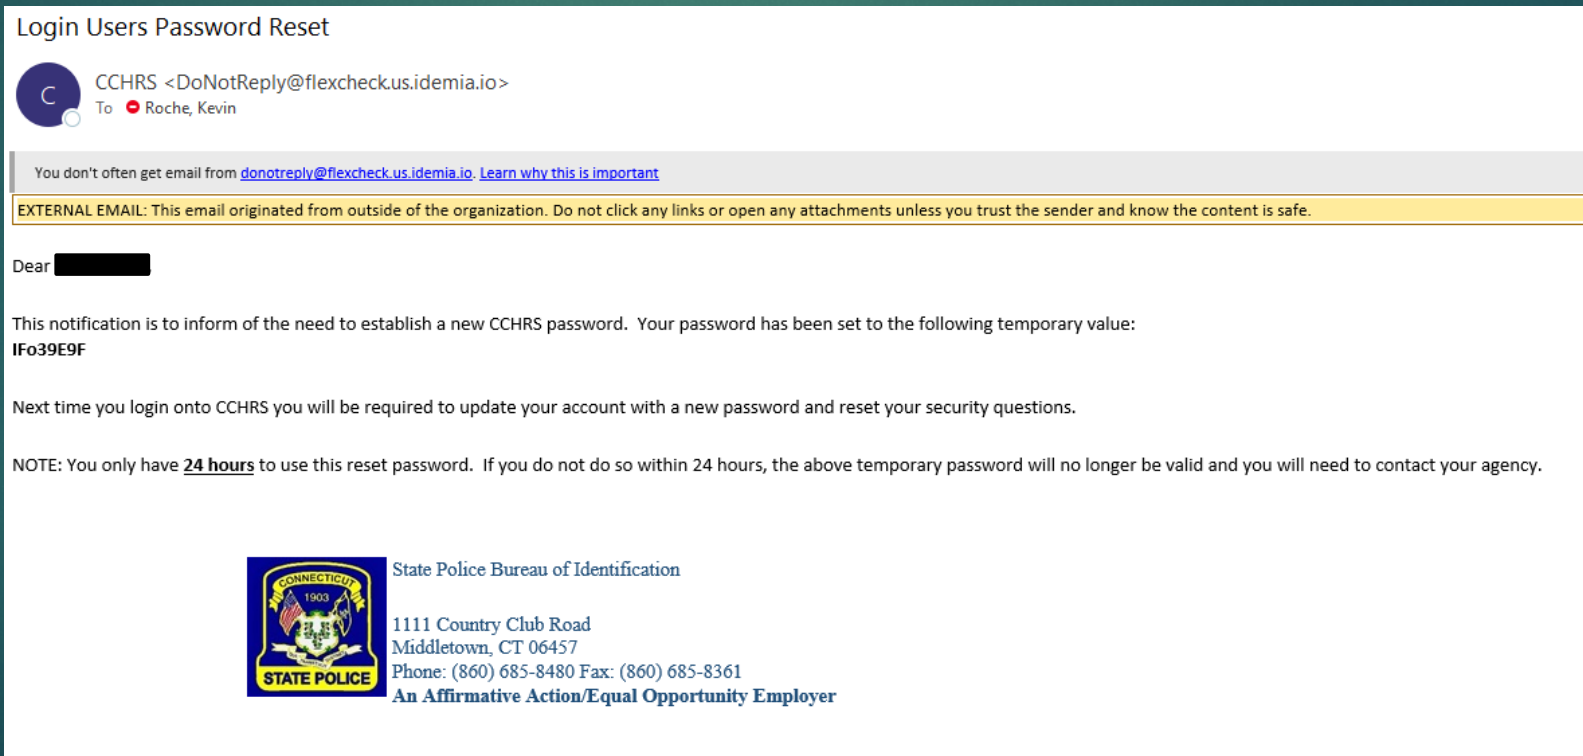 Login Users Password Reset
C
CCHRS <DoNotReply@flexcheck.us.idemia.io>
To Roche, Kevin
You don't often get email from donotreply@flexcheck.us.idemia.io. Learn why this is important
EXTERNAL EMAIL: This email originated from outside of the organization. Do not click any links or open any attachments unless you trust the sender and know the content is safe.
Dear
This notification is to inform of the need to establish a new CCHRS password. Your password has been set to the following temporary value:
IFo39E9F
Next time you login onto CCHRS you will be required to update your account with a new password and reset your security questions.
NOTE: You only have 24 hours to use this reset password. If you do not do so within 24 hours, the above temporary password will no longer be valid and you will need to contact your agency.
CONNECTICUT
1903
STATE POLICE
State Police Bureau of Identification
1111 Country Club Road
Middletown, CT 06457
Phone: (860) 685-8480 Fax: (860) 685-8361
An Affirmative Action/Equal Opportunity Employer